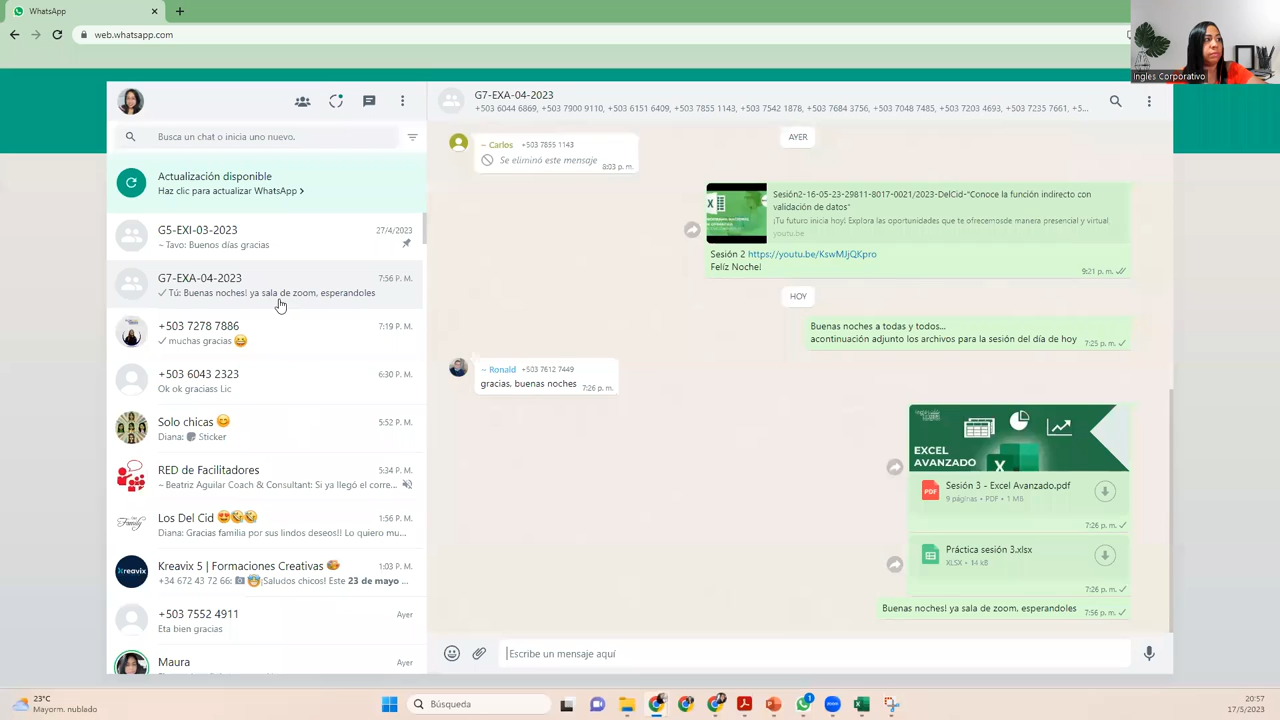 WhatsApp
web.whatsapp.com
Ingles Corporativo
Busca un chat o inicia uno nuevo.
Actualización disponible
Haz clic para actualizar WhatsApp >
G5-EXI-03-2023
27/4/2023
~ Tavo: Buenos días gracias
G7-EXA-04-2023
7:56 P. M.
Tú: Buenas noches! ya sala de zoom, esperandoles
+503 7278 7886
7:19 P. M.
muchas gracias 😄
+503 6043 2323
6:30 P. M.
Ok ok graciass Lic
Solo chicas 😊
5:52 P. M.
Diana: Sticker
RED de Facilitadores
5:34 P. M.
~ Beatriz Aguilar Coach & Consultant: Si ya llegó el corre...
Los Del Cid 😍🤣🤣
1:56 P. M.
Diana: Gracias familia por sus lindos deseos!! Lo quiero mu...
Kreavix 5 | Formaciones Creativas
1:03 P. M.
+34 672 43 72 66: ¡Saludos chicos! Este 23 de mayo ...
+503 7552 4911
Ayer
Eta bien gracias
Maura
Ayer
G7-EXA-04-2023
+503 6044 6869, +503 7900 9110, +503 6151 6409, +503 7855 1143, +503 7542 1878, +503 7684 3756, +503 7048 7485, +503 7203 4693, +503 7235 7661, +5...
AYER
~ Carlos +503 7855 1143
Se eliminó este mensaje
8:03 p. m.
Sesión2-16-05-23-29811-8017-0021/2023-DelCid-"Conoce la función indirecto con
validación de datos"
¡Tu futuro inicia hoy! Explora las oportunidades que te ofrecemosde manera presencial y virtual.
youtu.be
Sesión 2 https://youtu.be/KswMJjQKpro
Feliz Noche!
9:21 p. m.
HOY
Buenas noches a todas y todos...
acontinuación adjunto los archivos para la sesión del día de hoy
7:25 p. m.
~ Ronald +503 7612 7449
gracias, buenas noches
7:26 p. m.
EXCEL
AVANZADO
Sesión 3 - Excel Avanzado.pdf
PDF
9 páginas • PDF • 1 MB
7:26 p. m.
Práctica sesión 3.xlsx
XLSX • 14 kB
7:26 p. m.
Buenas noches! ya sala de zoom, esperandoles
7:56 p. m.
Escribe un mensaje aquí
23°C
Mayorm. nublado
Búsqueda
20:57
17/5/2023